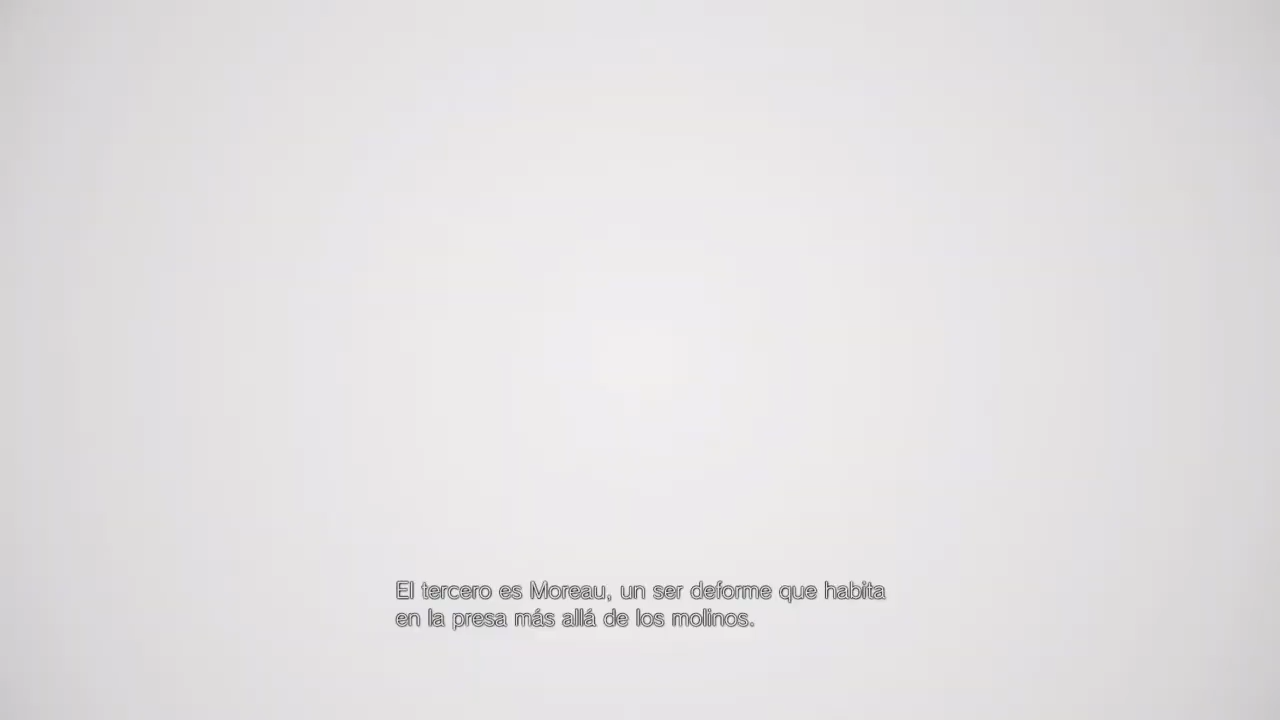 El tercero es Moreau, un ser deforme que habita
en la presa más allá de los molinos.